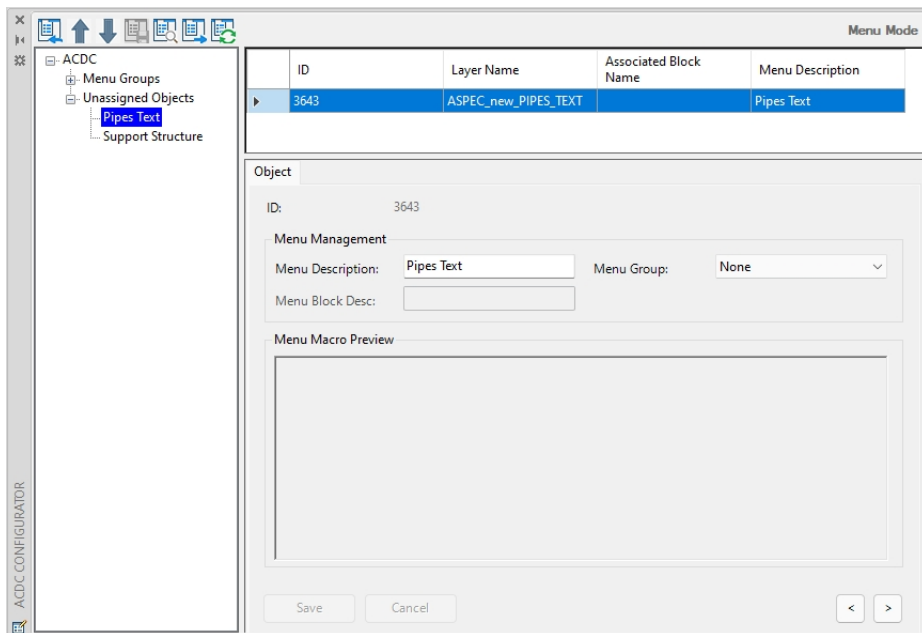 Menu Mode
ACDC
Menu Groups
Unassigned Objects
Pipes Text
Support Structure
ID Layer Name Associated Block Name Menu Description
3643 ASPEC_new_PIPES_TEXT Pipes Text
Object
ID: 3643
Menu Management
Menu Description: Pipes Text Menu Group: None
Menu Block Desc:
Menu Macro Preview
Save Cancel < >
ACDC CONFIGURATOR